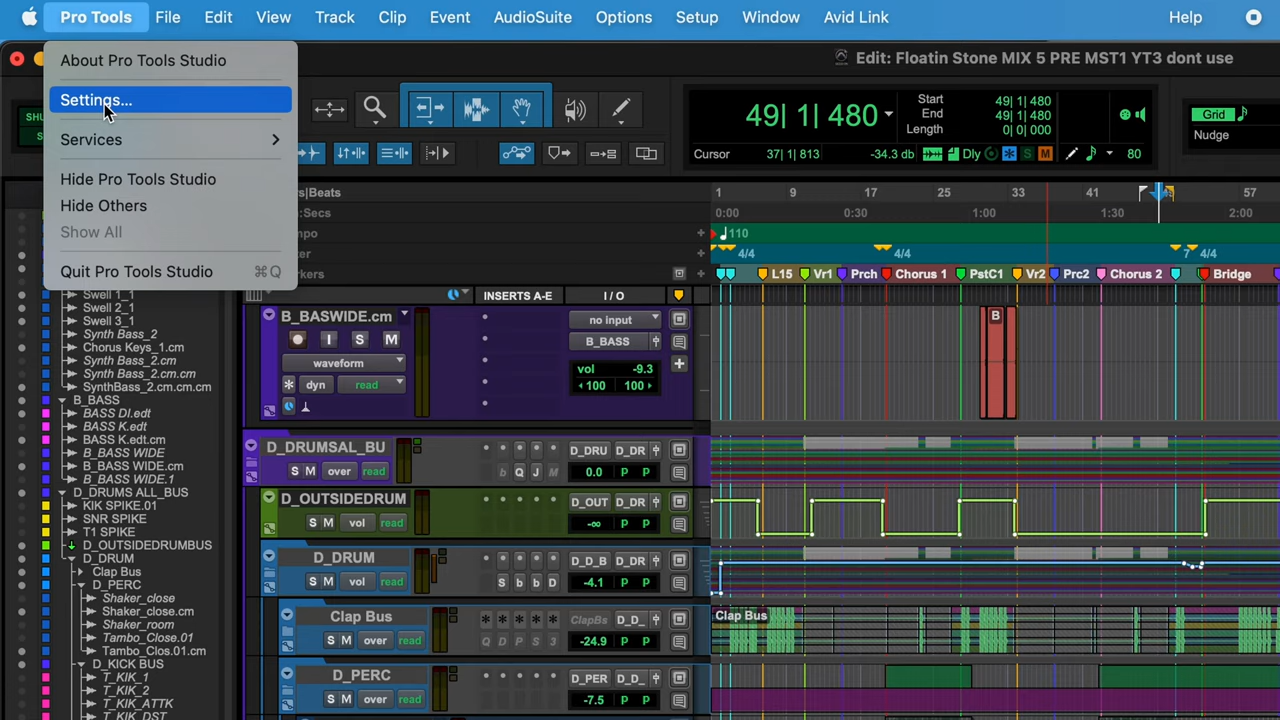 Pro Tools File Edit View Track Clip Event AudioSuite Options Setup Window Avid Link Help
About Pro Tools Studio
Edit: Floatin Stone MIX 5 PRE MST1 YT3 dont use
Settings...
Services
Hide Pro Tools Studio
Hide Others
Show All
Quit Pro Tools Studio ⌘Q
49| 1| 480
Start 49| 1| 480
End 49| 1| 480
Length 0| 0| 000
Cursor 37| 1| 813 -34.3 db Dly S M 80
Grid
Nudge
s|Beats 1 9 17 25 33 41 57
:Secs 0:00 0:30 1:00 1:30 2:00
npo 110
ter 4/4 4/4 7 4/4
rkers L15 Vr1 Prch Chorus 1 PstC1 Vr2 Prc2 Chorus 2 Bridge
INSERTS A-E I/O
Swell 1_1
Swell 2_1
Swell 3_1
Synth Bass_2
Chorus Keys_1.cm
Synth Bass_2.cm
Synth Bass_2.cm.cm
SynthBass_2.cm.cm.cm
B_BASS
BASS DI.edt
BASS K.edt
BASS K.edt.cm
B_BASS WIDE
B_BASS WIDE.cm
B_BASS WIDE.1
D_DRUMS ALL_BUS
KIK SPIKE.01
SNR SPIKE
T1 SPIKE
D_OUTSIDEDRUMBUS
D_DRUM
Clap Bus
D_PERC
Shaker_close
Shaker_close.cm
Shaker_room
Tambo_Close.01
Tambo_Clos.01.cm
D_KICK BUS
T_KIK_1
T_KIK_2
T_KIK_ATTK
T_KIK_DST
B_BASWIDE.cm no input
I S M B_BASS
waveform vol -9.3
dyn read 100 100
B
D_DRUMSAL_BU D_DRU D_DR
S M over read b Q J M 0.0 P P
D_OUTSIDEDRUM D_OUT D_DR
S M vol read -∞ P P
D_DRUM D_D_B D_DR
S M vol read S b b D -4.1 P P
Clap Bus ClapBs D_D_ Clap Bus
S M over read Q D P S 3 -24.9 P P
D_PERC D_PER D_D_
S M over read -7.5 P P